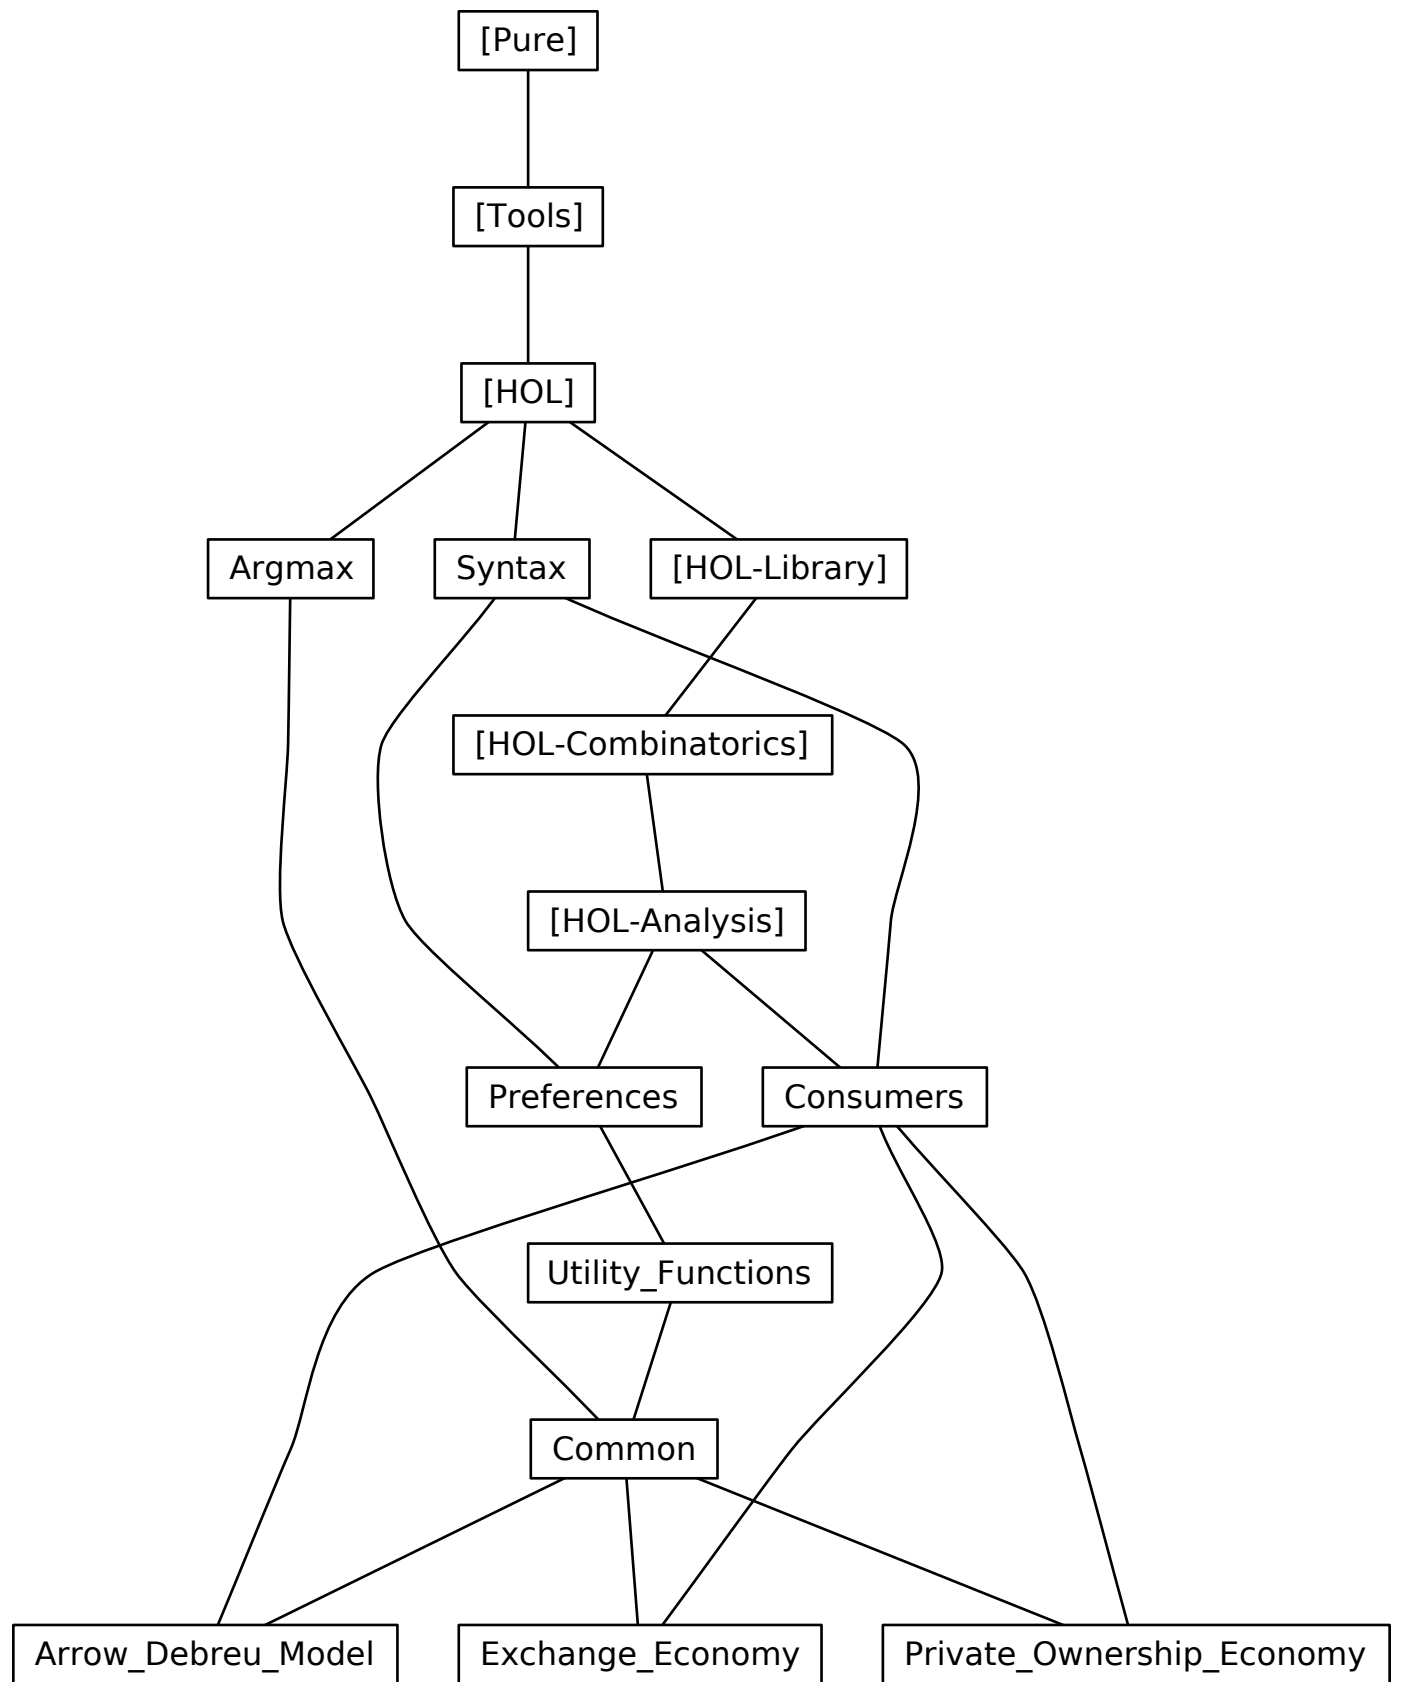 [Pure]
[Tools]
[HOL]
Argmax
Syntax
[HOL-Library]
[HOL-Combinatorics]
[HOL-Analysis]
Preferences
Consumers
Utility_Functions
Common
Arrow_Debreu_Model
Exchange_Economy
Private_Ownership_Economy